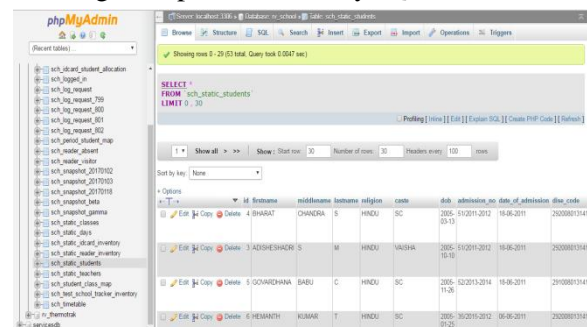 phpMyAdmin
(Recent tables) ...
sch_idcard_student_allocation
sch_logged_in
sch_log_request
sch_log_request_799
sch_log_request_800
sch_log_request_801
sch_log_request_802
sch_period_student_map
sch_reader_absent
sch_reader_visitor
sch_snapshot_20170102
sch_snapshot_20170103
sch_snapshot_20170118
sch_snapshot_beta
sch_snapshot_gamma
sch_static_classes
sch_static_days
sch_static_idcard_inventory
sch_static_reader_inventory
sch_static_students
sch_static_teachers
sch_student_class_map
sch_test_school_tracker_inventory
sch_timetable
rv_thermotrak
servicesdb
Server: localhost:3306 » Database: rv_school » Table: sch_static_students
Browse Structure SQL Search Insert Export Import Operations Triggers
Showing rows 0 - 29 (53 total, Query took 0.0047 sec)
SELECT *
FROM `sch_static_students`
LIMIT 0 , 30
Profiling [ Inline ] [ Edit ] [ Explain SQL ] [ Create PHP Code ] [ Refresh ]
1 Show all > >> Show : Start row: 30 Number of rows: 30 Headers every 100 rows
Sort by key: None
+ Options
id firstname middlename lastname religion caste dob admission_no date_of_admission dise_code
Edit Copy Delete 4 BHARAT CHANDRA S HINDU SC 2005-03-13 51/2011-2012 18-06-2011
Edit Copy Delete 3 ADISHESHADRI S M HINDU VAISHA 2005-10-10 51/2011-2012 18-06-2011
Edit Copy Delete 5 GOVARDHANA BABU C HINDU SC 2005-11-26 52/2013-2014 18-06-2011
Edit Copy Delete 6 HEMANTH KUMAR T HINDU SC 2005-01-25 06-06-2011